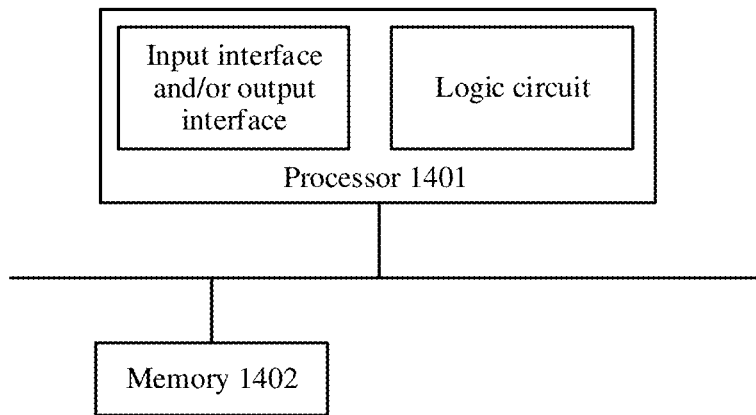 Input interface
and/or output
interface
Logic circuit
Processor 1401
Memory 1402